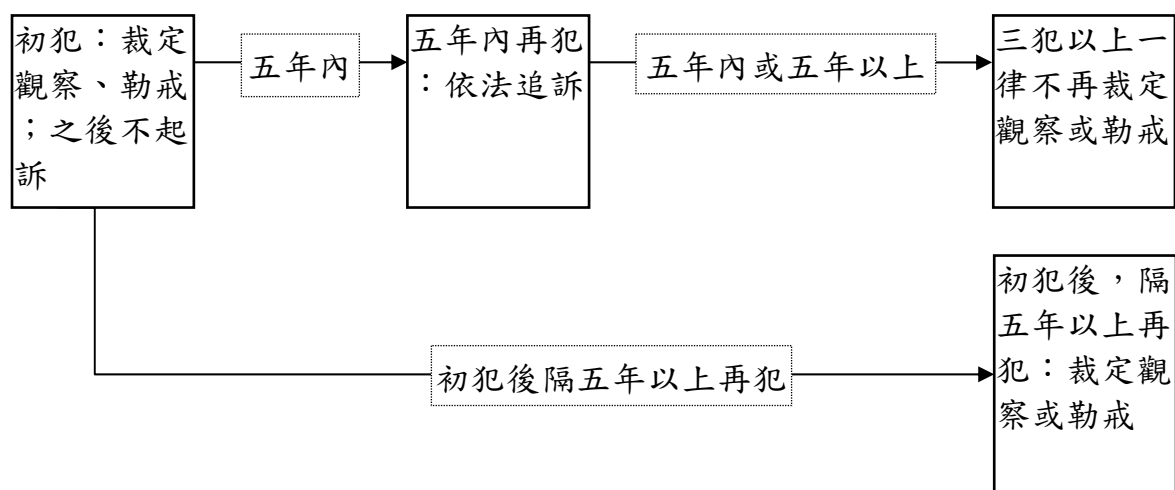 初犯：裁定
觀察、勒戒
；之後不起
訴
五年內
五年內再犯
：依法追訴
五年內或五年以上
三犯以上一
律不再裁定
觀察或勒戒
初犯後隔五年以上再犯
初犯後，隔
五年以上再
犯：裁定觀
察或勒戒